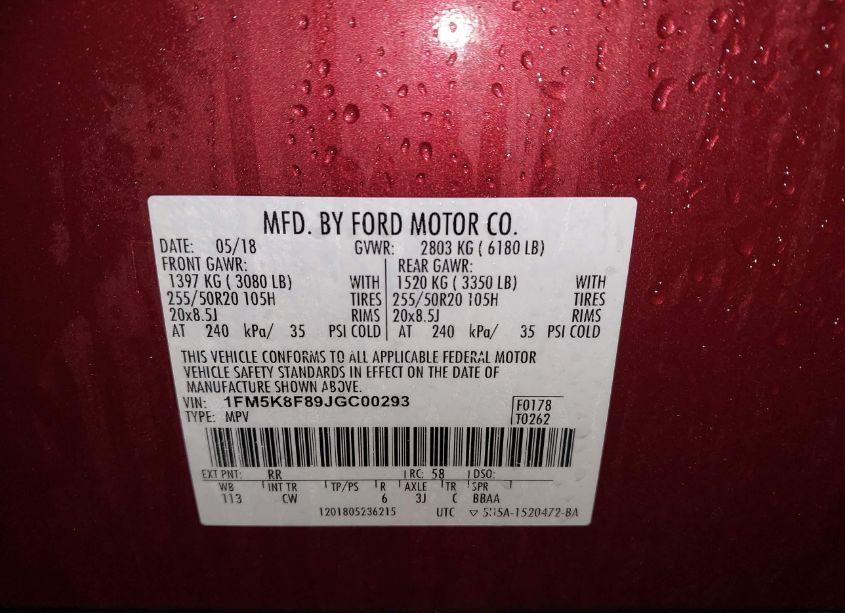 MFD. BY FORD MOTOR CO.
DATE: 05/18 GVWR: 2803 KG ( 6180 LB)
FRONT GAWR: REAR GAWR:
1397 KG ( 3080 LB) WITH 1520 KG ( 3350 LB) WITH
255/50R20 105H TIRES 255/50R20 105H TIRES
20x8.5J RIMS 20x8.5J RIMS
AT 240 kPa/ 35 PSI COLD AT 240 kPa/ 35 PSI COLD
THIS VEHICLE CONFORMS TO ALL APPLICABLE FEDERAL MOTOR
VEHICLE SAFETY STANDARDS IN EFFECT ON THE DATE OF
MANUFACTURE SHOWN ABOVE.
VIN: 1FM5K8F89JGC00293 F0178
TYPE: MPV T0262
EXT PNT: RR RC: 58 DSO:
WB INT TR TP/PS R AXLE TR SPR
113 CW 6 3J C BBAA
1201805236215 UTC